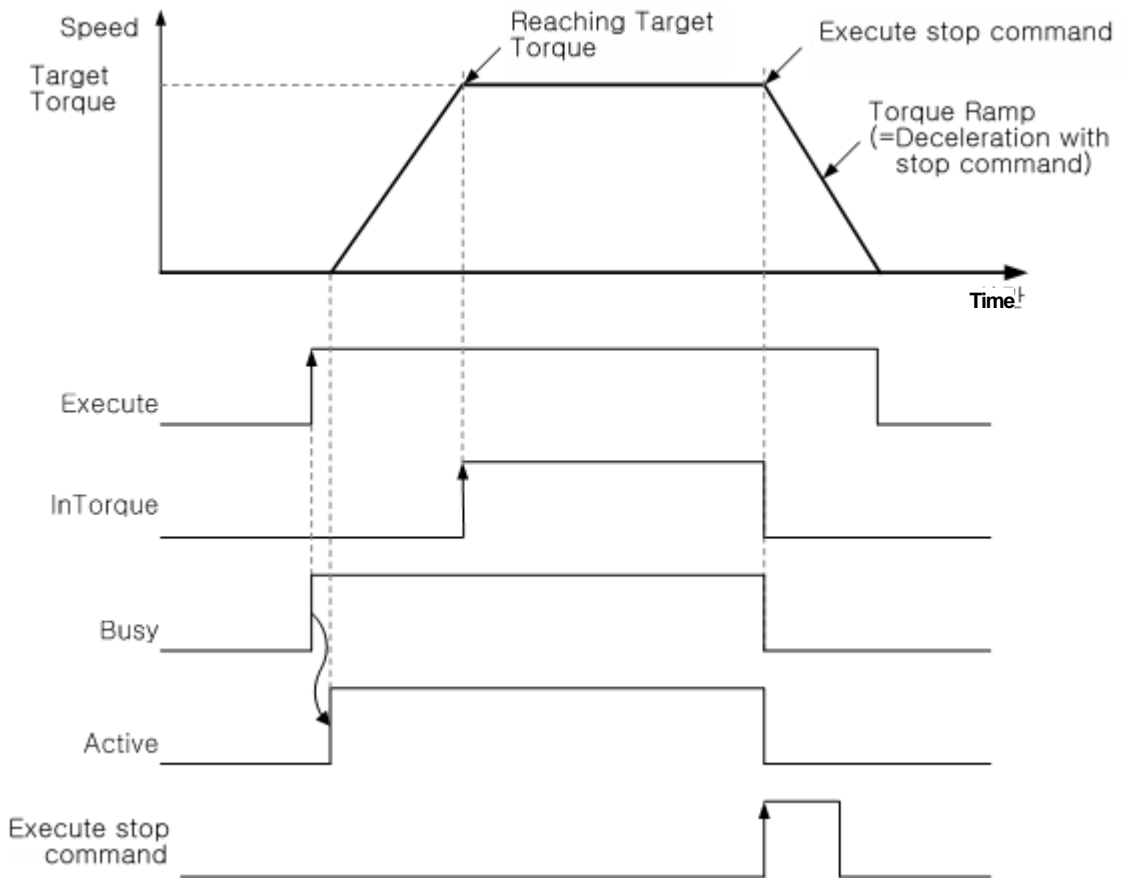 Speed
Target
Torque
Reaching Target
Torque
Execute stop command
Torque Ramp
(=Deceleration with
stop command)
Time
Execute
InTorque
Busy
Active
Execute stop
command